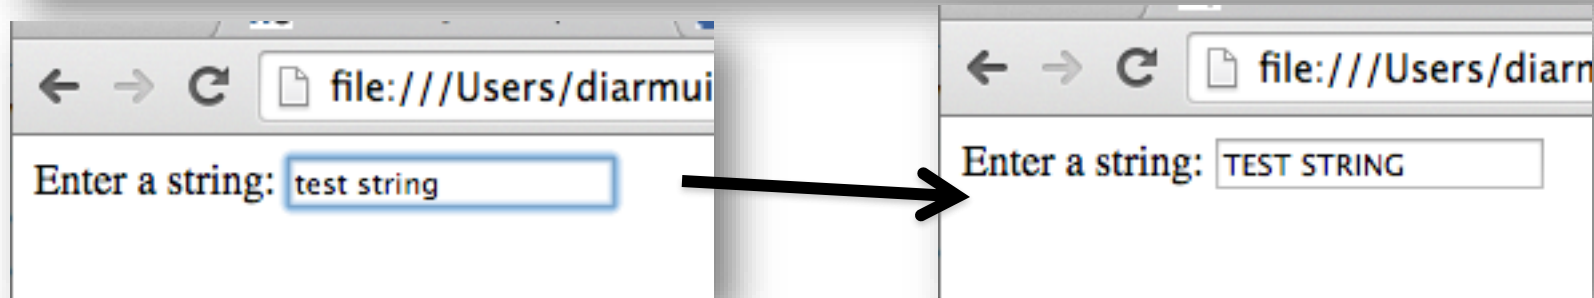 file:///Users/diarmui
Enter a string: test string
file:///Users/diarn
Enter a string: TEST STRING